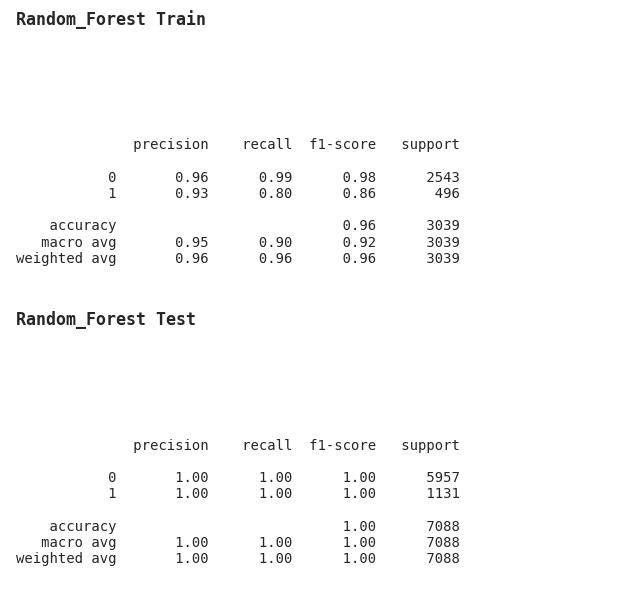 Random_Forest Train
precision recall f1-score support
0 0.96 0.99 0.98 2543
1 0.93 0.80 0.86 496
accuracy 0.96 3039
macro avg 0.95 0.90 0.92 3039
weighted avg 0.96 0.96 0.96 3039
Random_Forest Test
precision recall f1-score support
0 1.00 1.00 1.00 5957
1 1.00 1.00 1.00 1131
accuracy 1.00 7088
macro avg 1.00 1.00 1.00 7088
weighted avg 1.00 1.00 1.00 7088